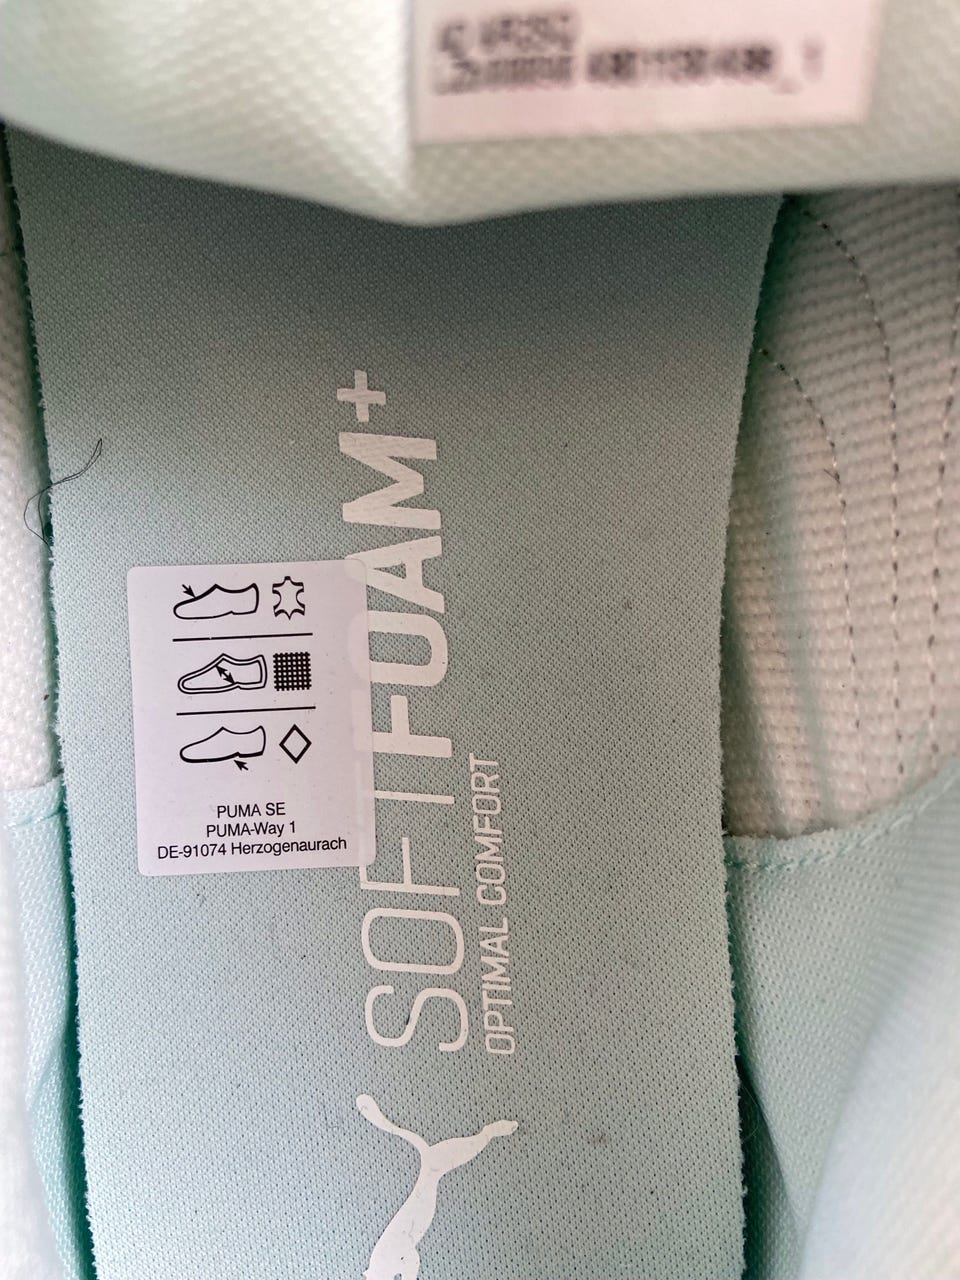 SOFTFOAM+
OPTIMAL COMFORT
PUMA SE
PUMA-Way 1
DE-91074 Herzogenaurach